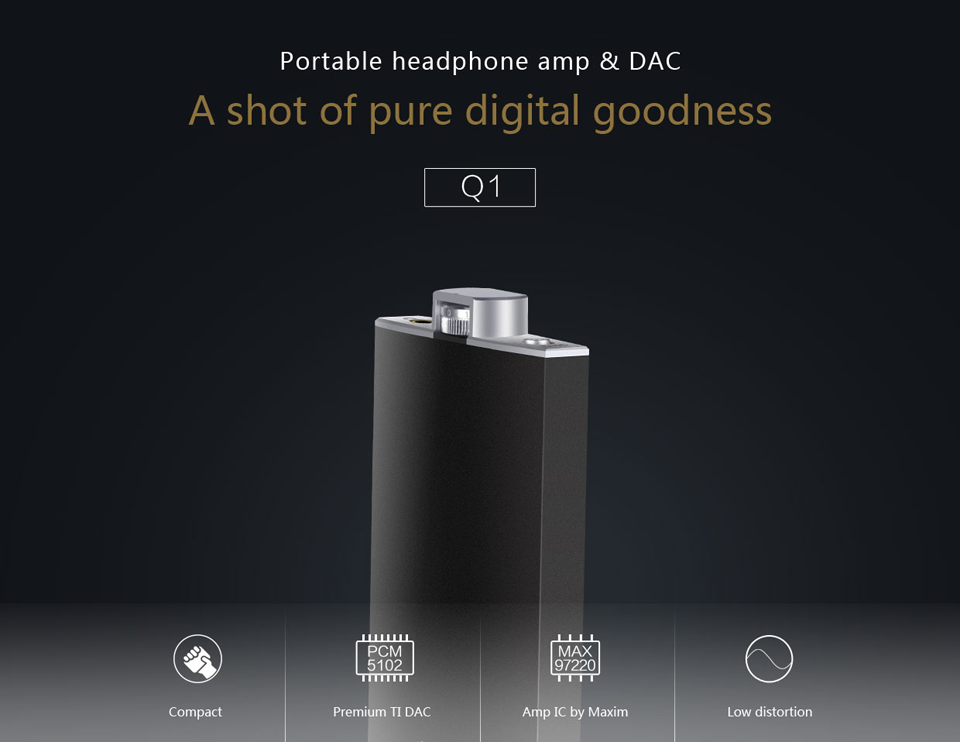 Portable headphone amp & DAC
A shot of pure digital goodness
Q1
PCM
5102
MAX
97220
Compact
Premium TI DAC
Amp IC by Maxim
Low distortion